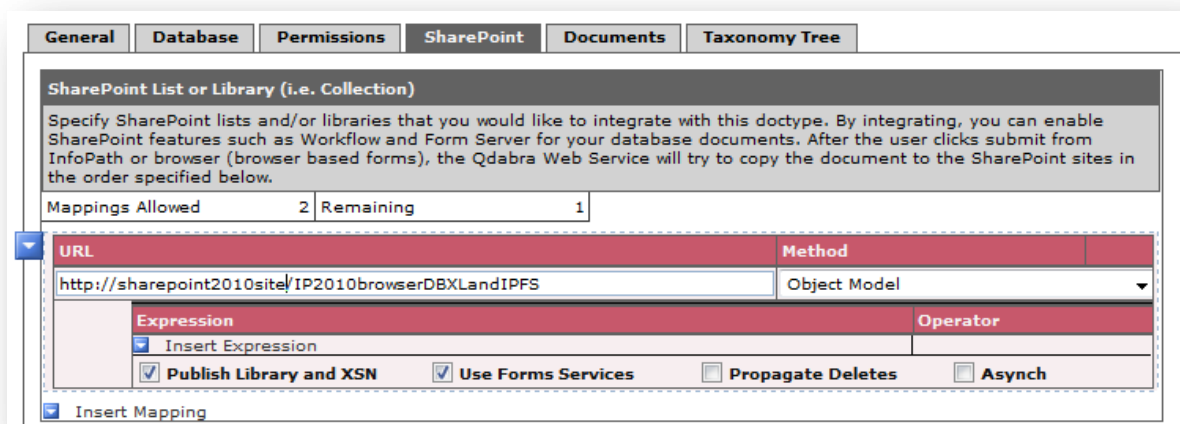 General Database Permissions SharePoint Documents Taxonomy Tree
SharePoint List or Library (i.e. Collection)
Specify SharePoint lists and/or libraries that you would like to integrate with this doctype. By integrating, you can enable
SharePoint features such as Workflow and Form Server for your database documents. After the user clicks submit from
InfoPath or browser (browser based forms), the Qdabra Web Service will try to copy the document to the SharePoint sites in
the order specified below.
Mappings Allowed 2 Remaining 1
URL Method
http://sharepoint2010site/IP2010browserDBXLandIPFS Object Model
Expression Operator
Insert Expression
Publish Library and XSN Use Forms Services Propagate Deletes Asynch
Insert Mapping